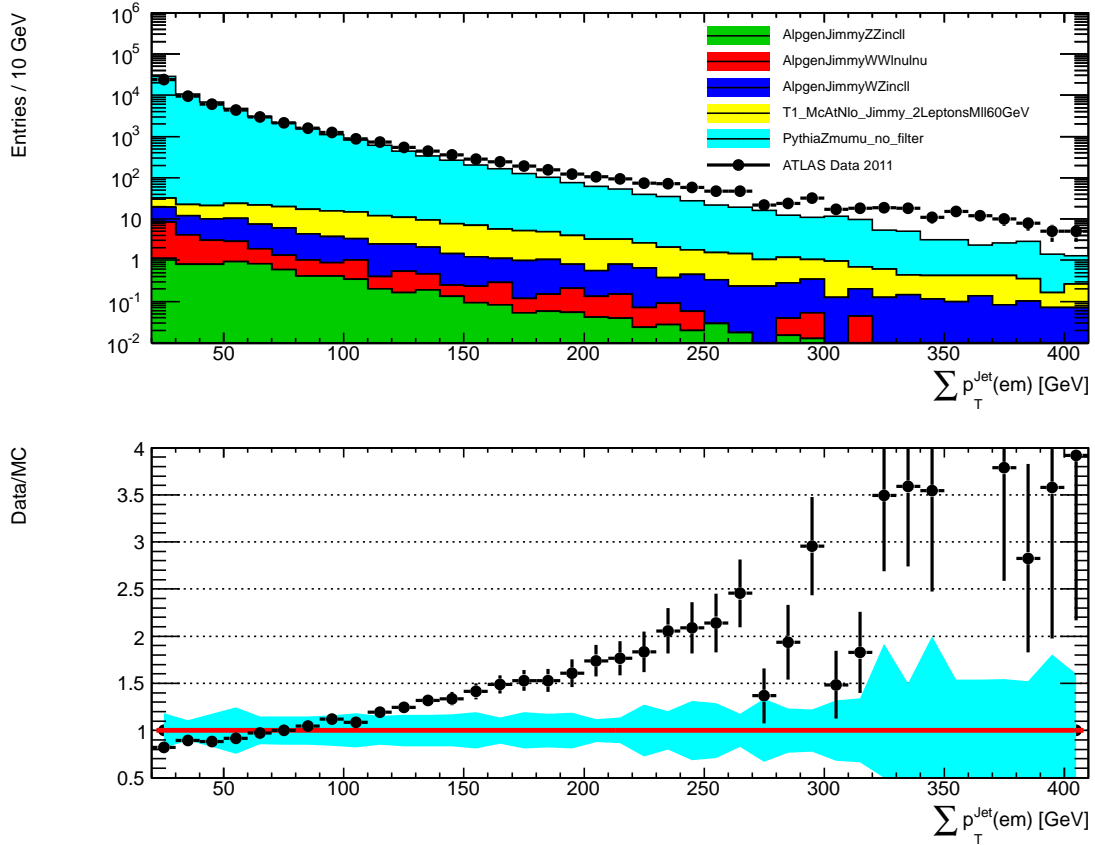 Entries / 10 GeV
10^6
10^5
10^4
10^3
10^2
10
1
10^-1
10^-2
AlpgenJimmyZZincll
AlpgenJimmyWWlnulnu
AlpgenJimmyWZincll
T1_McAtNlo_Jimmy_2LeptonsMll60GeV
PythiaZmumu_no_filter
ATLAS Data 2011
50 100 150 200 250 300 350 400
∑ p_T^Jet(em) [GeV]
Data/MC
4
3.5
3
2.5
2
1.5
1
0.5
50 100 150 200 250 300 350 400
∑ p_T^Jet(em) [GeV]